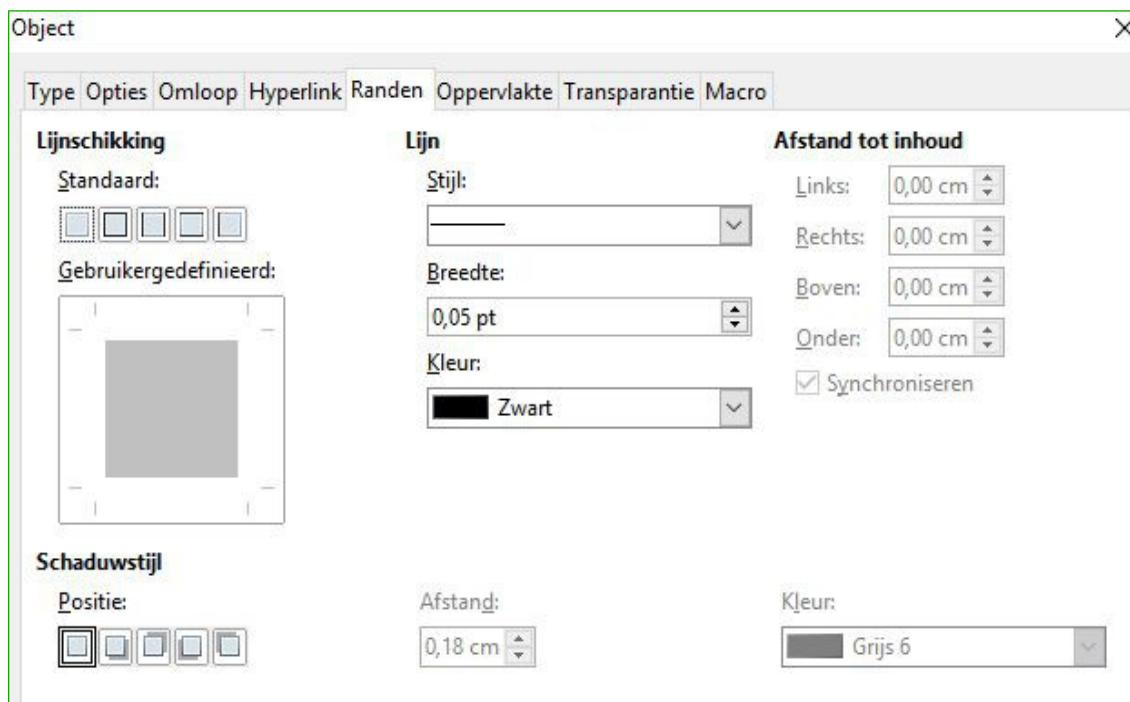 Object
Type Opties Omloop Hyperlink Randen Oppervlakte Transparantie Macro
Lijnschikking
Standaard:
Gebruikergedefinieerd:
Lijn
Stijl:
Breedte:
0,05 pt
Kleur:
Zwart
Afstand tot inhoud
Links: 0,00 cm
Rechts: 0,00 cm
Boven: 0,00 cm
Onder: 0,00 cm
Synchroniseren
Schaduwstijl
Positie:
Afstand:
0,18 cm
Kleur:
Grijs 6